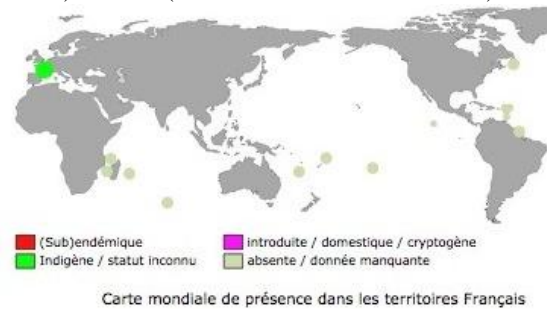 (Sub)endémique
introduite / domestique / cryptogène
Indigène / statut inconnu
absente / donnée manquante
Carte mondiale de présence dans les territoires Français